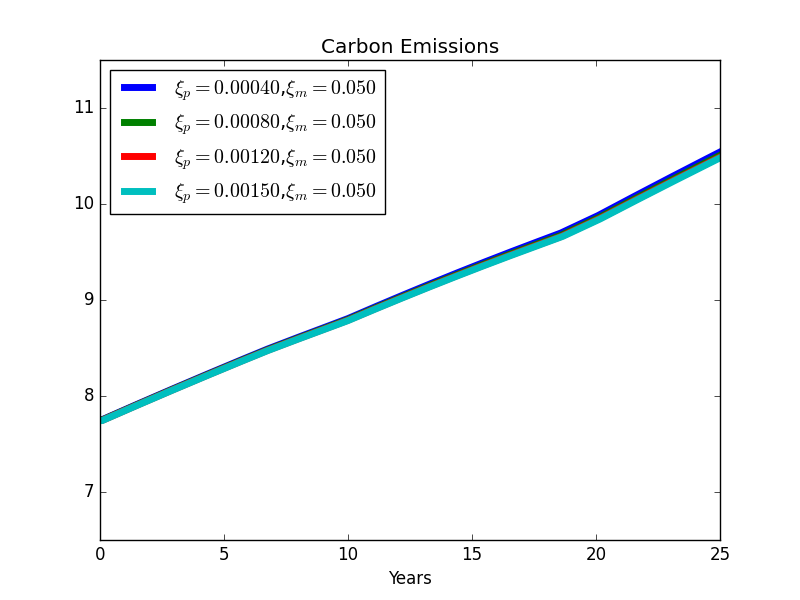 Carbon Emissions
ξp = 0.00040,ξm = 0.050
ξp = 0.00080,ξm = 0.050
ξp = 0.00120,ξm = 0.050
ξp = 0.00150,ξm = 0.050
11
10
9
8
7
0 5 10 15 20 25
Years